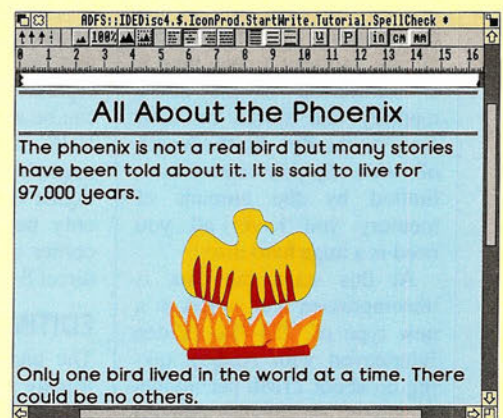 ADFS::IDEDisc4.$.IconProd.StartWrite.Tutorial.SpellCheck *
100% U P in cm mm
0 1 2 3 4 5 6 7 8 9 10 11 12 13 14 15 16
All About the Phoenix
The phoenix is not a real bird but many stories
have been told about it. It is said to live for
97,000 years.
Only one bird lived in the world at a time. There
could be no others.